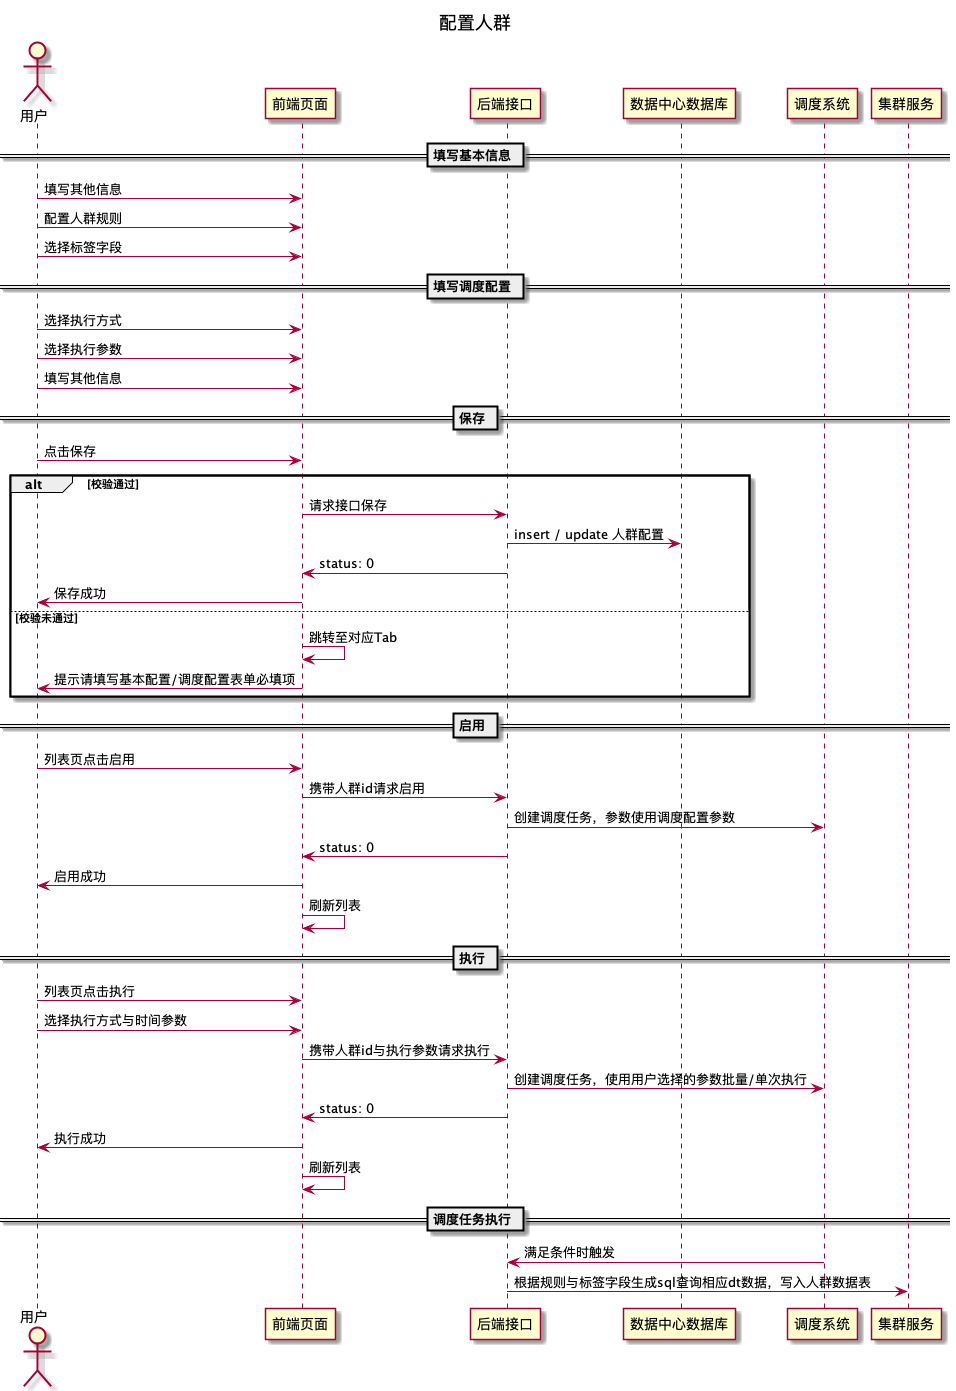 配置人群
用户
前端页面 后端接口 数据中心数据库 调度系统 集群服务
填写基本信息
填写其他信息
配置人群规则
选择标签字段
填写调度配置
选择执行方式
选择执行参数
填写其他信息
保存
点击保存
alt [校验通过]
请求接口保存
insert / update 人群配置
status: 0
保存成功
[校验未通过]
跳转至对应Tab
提示请填写基本配置/调度配置表单必填项
启用
列表页点击启用
携带人群id请求启用
创建调度任务，参数使用调度配置参数
status: 0
启用成功
刷新列表
执行
列表页点击执行
选择执行方式与时间参数
携带人群id与执行参数请求执行
创建调度任务，使用用户选择的参数批量/单次执行
status: 0
执行成功
刷新列表
调度任务执行
满足条件时触发
根据规则与标签字段生成sql查询相应dt数据，写入人群数据表
用户 前端页面 后端接口 数据中心数据库 调度系统 集群服务